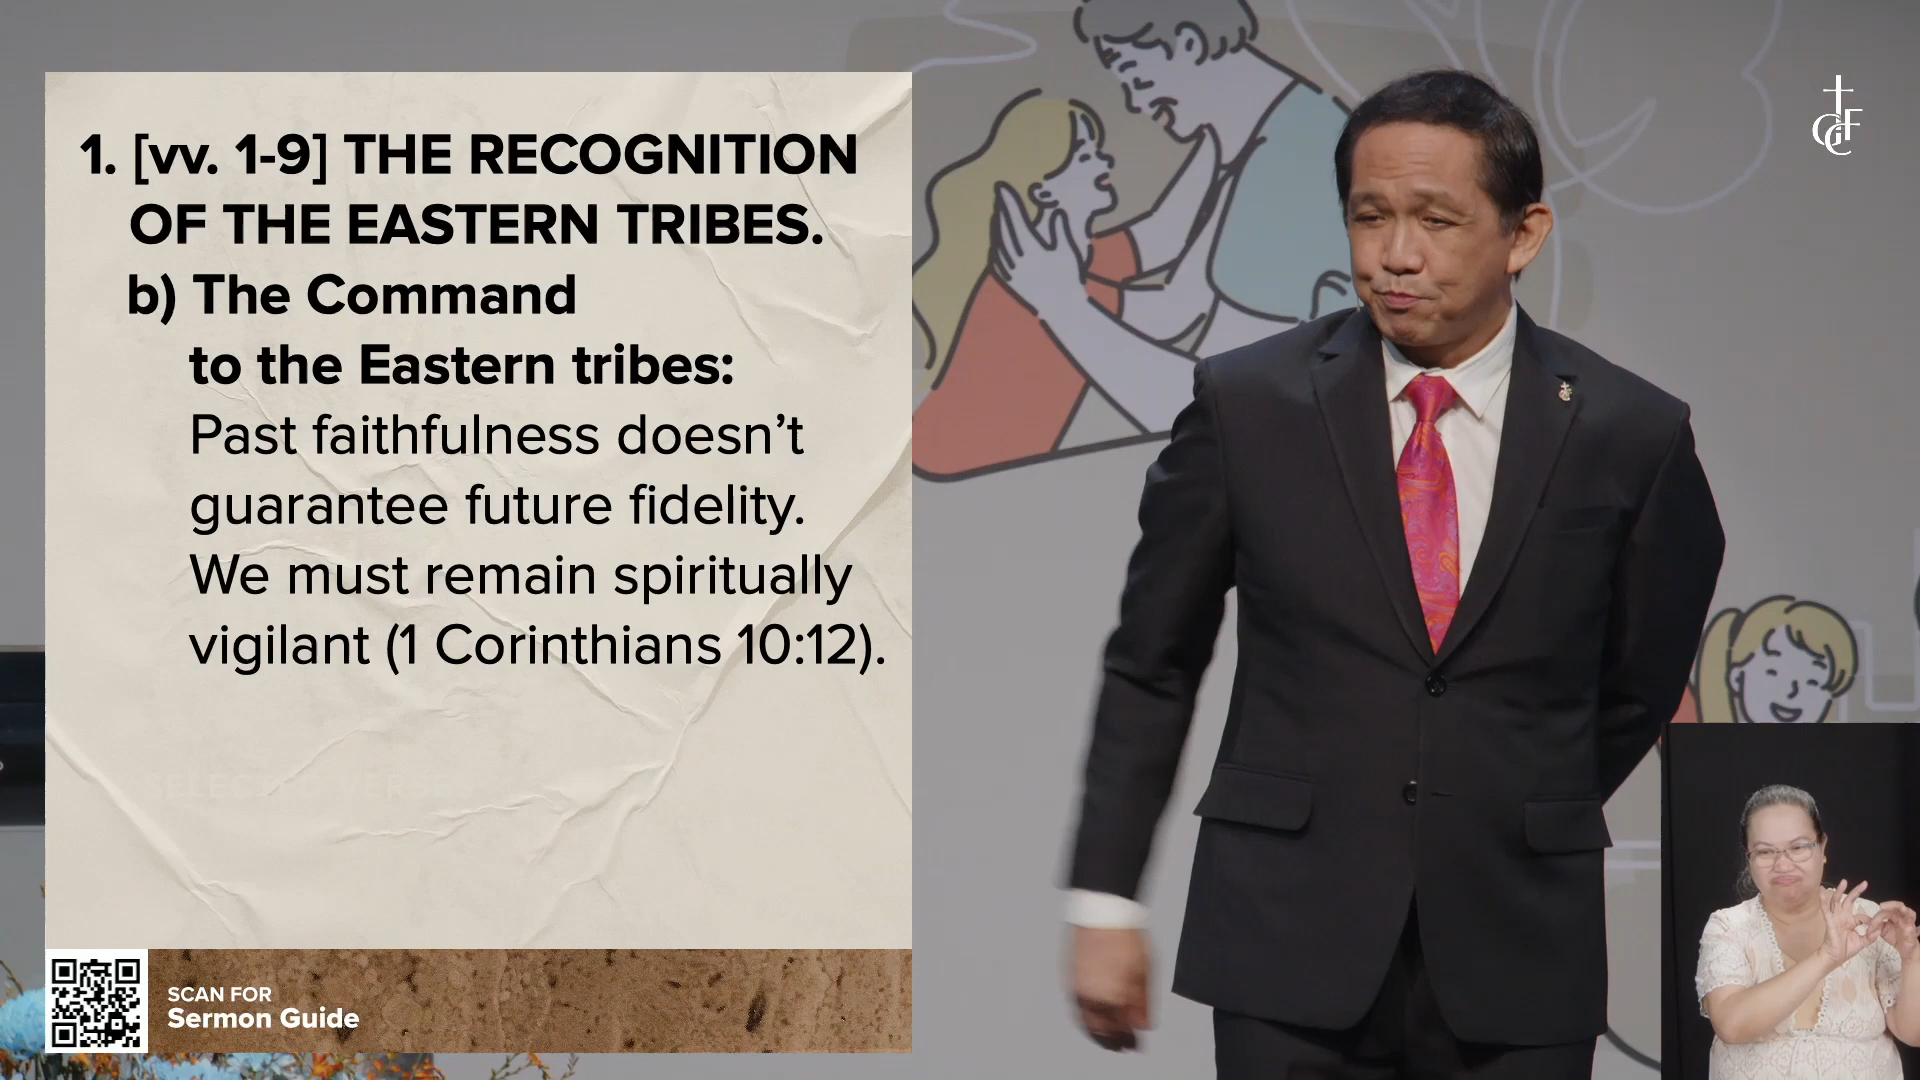 1. [vv. 1-9] THE RECOGNITION
OF THE EASTERN TRIBES.
b) The Command
to the Eastern tribes:
Past faithfulness doesn’t
guarantee future fidelity.
We must remain spiritually
vigilant (1 Corinthians 10:12).
SCAN FOR
Sermon Guide